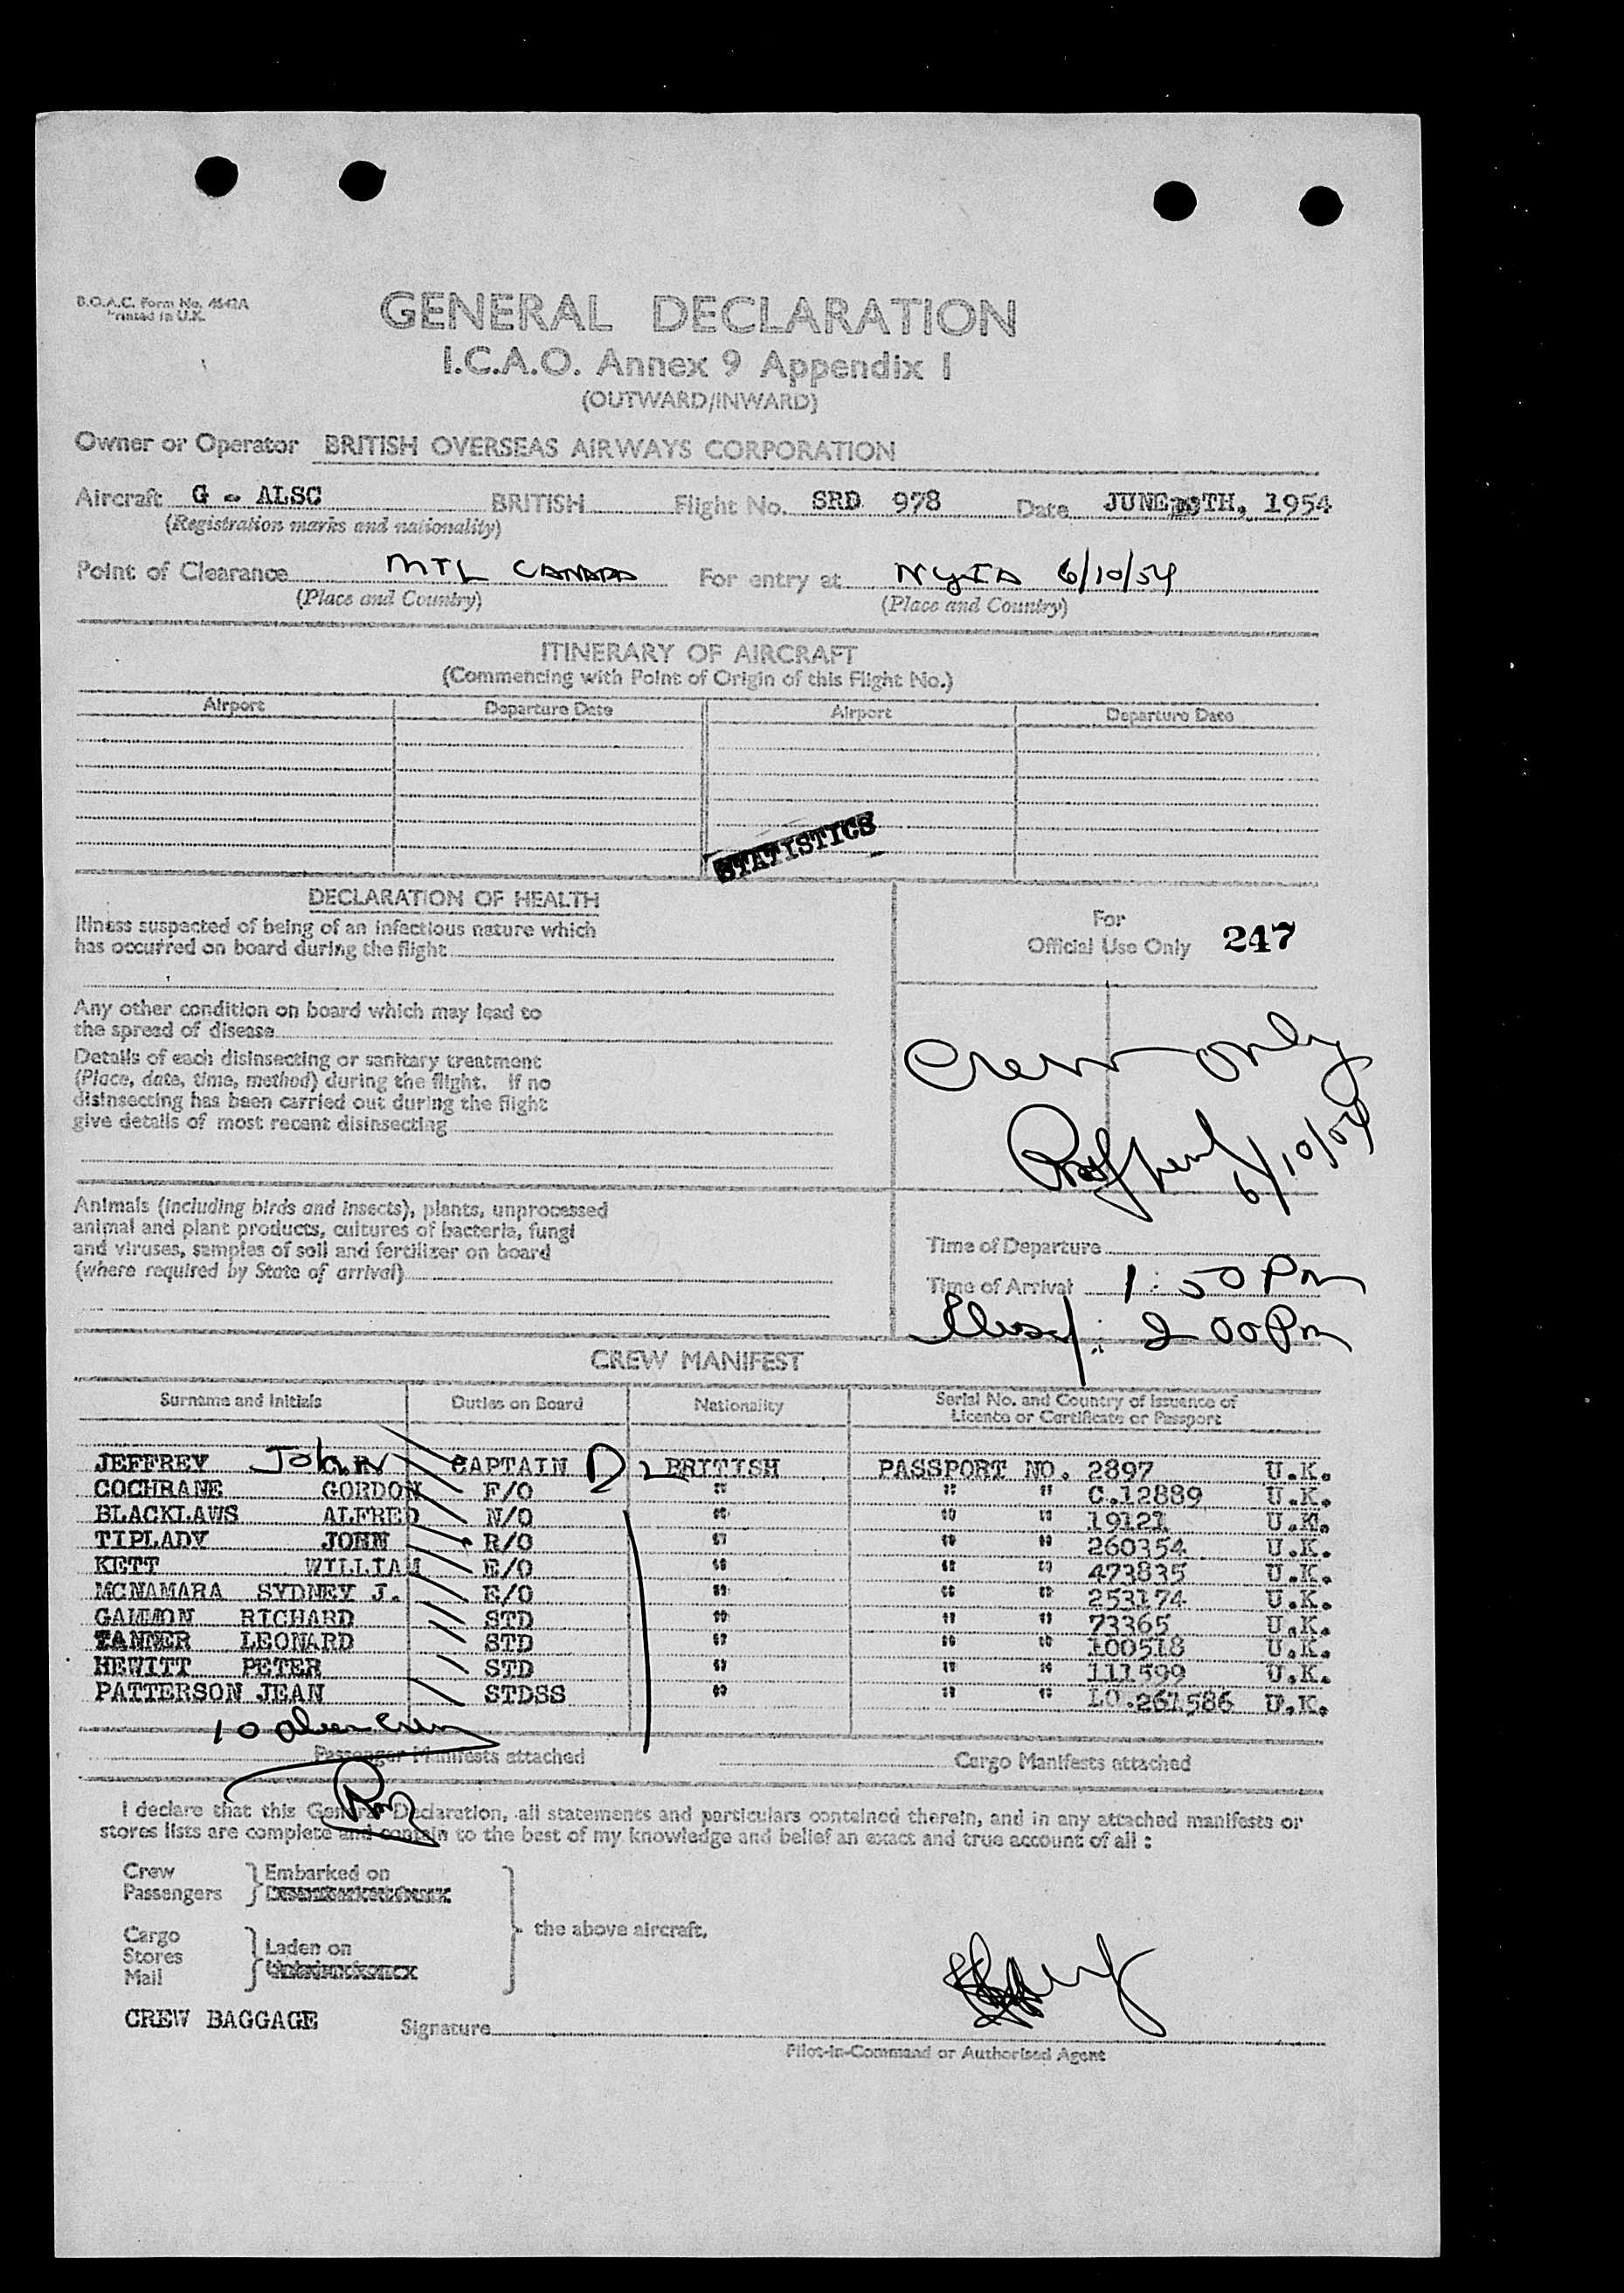 B.O.A.C. Form No. 4642A
Printed in U.K.
GENERAL DECLARATION
I.C.A.O. Annex 9 Appendix I
(OUTWARD/INWARD)
Owner or Operator BRITISH OVERSEAS AIRWAYS CORPORATION
Aircraft G - ALSC BRITISH Flight No. SRD 978 Date JUNE TH, 1954
(Registration marks and nationality)
Point of Clearance MTL CANADA For entry at NYIA 6/10/54
(Place and Country) (Place and Country)
ITINERARY OF AIRCRAFT
(Commencing with Point of Origin of this Flight No.)
Airport Departure Date Airport Departure Date
STATISTICS
DECLARATION OF HEALTH
Illness suspected of being of an infectious nature which
has occurred on board during the flight
For
Official Use Only 247
Any other condition on board which may lead to
the spread of disease
Details of each disinsecting or sanitary treatment
(Place, date, time, method) during the flight. If no
disinsecting has been carried out during the flight
give details of most recent disinsecting
Crew only
6/10/54
Animals (including birds and insects), plants, unprocessed
animal and plant products, cultures of bacteria, fungi
and viruses, samples of soil and fertilizer on board
(where required by State of arrival)
Time of Departure
Time of Arrival 1:50 Pm
2 00 Pm
CREW MANIFEST
Surname and Initials Duties on Board Nationality Serial No. and Country of Issuance of
Licence or Certificate or Passport
JEFFREY John CAPTAIN D L BRITISH PASSPORT NO. 2897 U.K.
COCHRANE GORDON F/O " " " C.12889 U.K.
BLACKLAWS ALFRED N/O " " " 19121 U.K.
TIPLADY JOHN R/O " " " 260354 U.K.
KETT WILLIAM E/O " " " 473835 U.K.
MCNAMARA SYDNEY J. E/O " " " 253174 U.K.
GAMMON RICHARD STD " " " 73365 U.K.
TANNER LEONARD STD " " " 100518 U.K.
HEWITT PETER STD " " " 111599 U.K.
PATTERSON JEAN STDSS " " " LO.261586 U.K.
10 alien crew
Passenger Manifests attached Cargo Manifests attached
I declare that this General Declaration, all statements and particulars contained therein, and in any attached manifests or
stores lists are complete and contain to the best of my knowledge and belief an exact and true account of all :
Crew
Passengers
Embarked on
Cargo
Stores
Mail
Laden on
the above aircraft.
CREW BAGGAGE
Signature
Pilot-in-Command or Authorised Agent